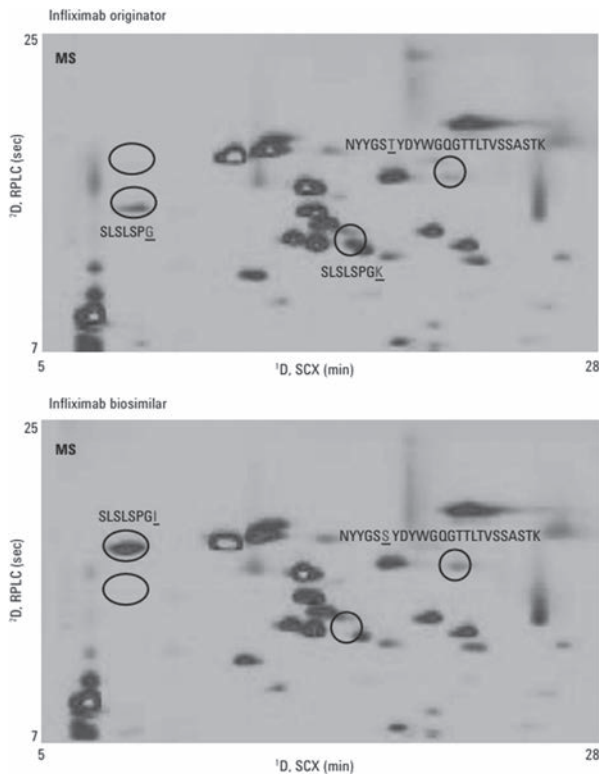 Infliximab originator
25
MS
NYYGSTYDYWGQGTTLTVSSASTK
²D, RPLC (sec)
SLSLSPG
SLSLSPGK
7
5
¹D, SCX (min)
28
Infliximab biosimilar
25
MS
SLSLSPGI
NYYGSSYDYWGQGTTLTVSSASTK
²D, RPLC (sec)
7
5
¹D, SCX (min)
28